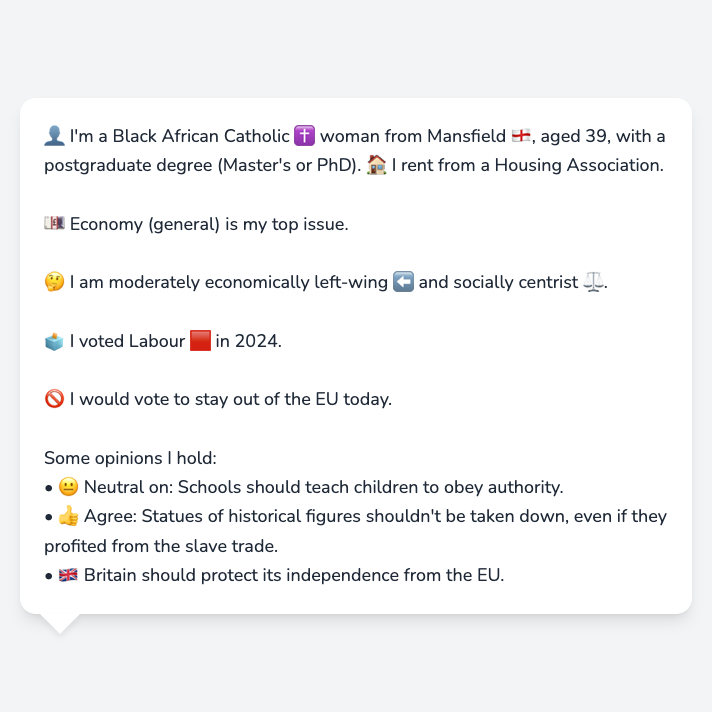 👤 I'm a Black African Catholic ✝️ woman from Mansfield 🏴󠁧󠁢󠁥󠁮󠁧󠁿, aged 39, with a
postgraduate degree (Master's or PhD). 🏠 I rent from a Housing Association.
💷 Economy (general) is my top issue.
🤔 I am moderately economically left-wing ⬅️ and socially centrist ⚖️.
🗳️ I voted Labour 🟥 in 2024.
🚫 I would vote to stay out of the EU today.
Some opinions I hold:
• 😐 Neutral on: Schools should teach children to obey authority.
• 👍 Agree: Statues of historical figures shouldn't be taken down, even if they
profited from the slave trade.
• 🇬🇧 Britain should protect its independence from the EU.